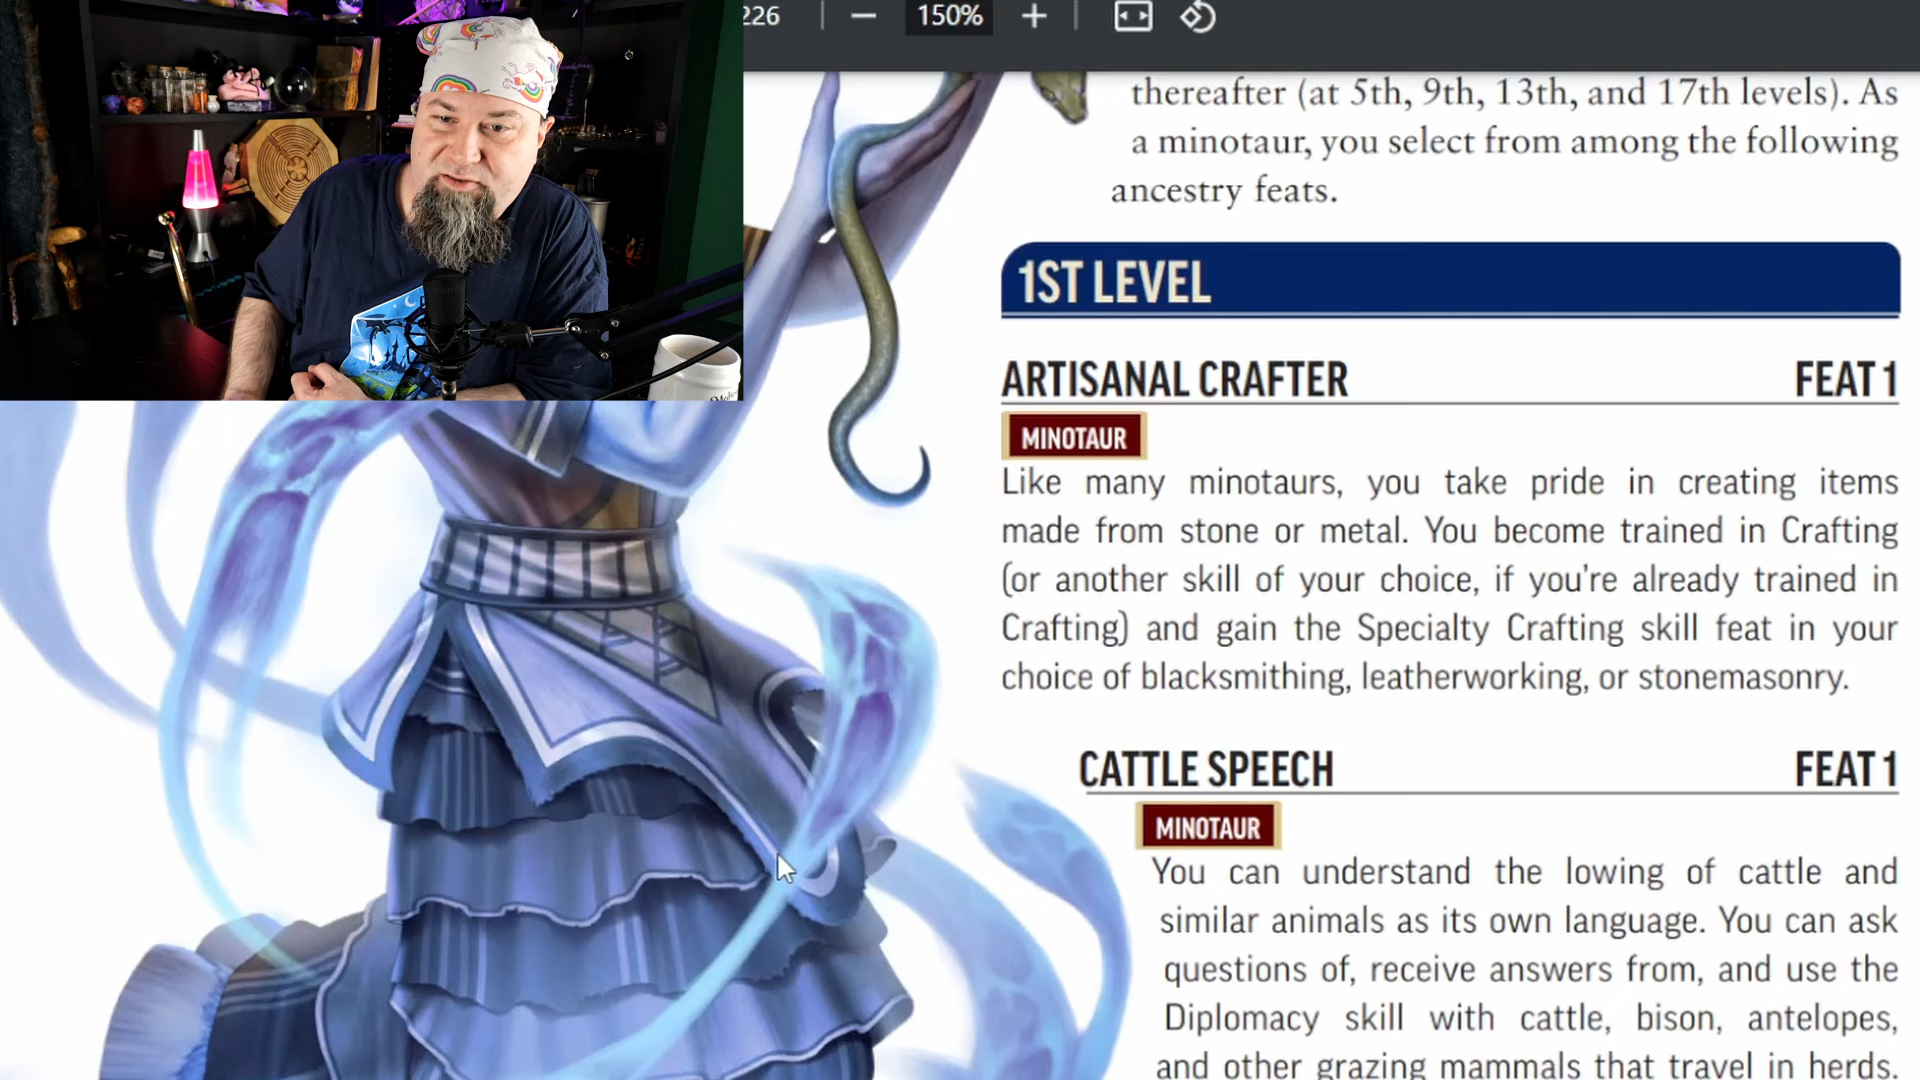 226
150%
thereafter (at 5th, 9th, 13th, and 17th levels). As
a minotaur, you select from among the following
ancestry feats.
1ST LEVEL
ARTISANAL CRAFTER FEAT 1
MINOTAUR
Like many minotaurs, you take pride in creating items
made from stone or metal. You become trained in Crafting
(or another skill of your choice, if you're already trained in
Crafting) and gain the Specialty Crafting skill feat in your
choice of blacksmithing, leatherworking, or stonemasonry.
CATTLE SPEECH FEAT 1
MINOTAUR
You can understand the lowing of cattle and
similar animals as its own language. You can ask
questions of, receive answers from, and use the
Diplomacy skill with cattle, bison, antelopes,
and other grazing mammals that travel in herds.